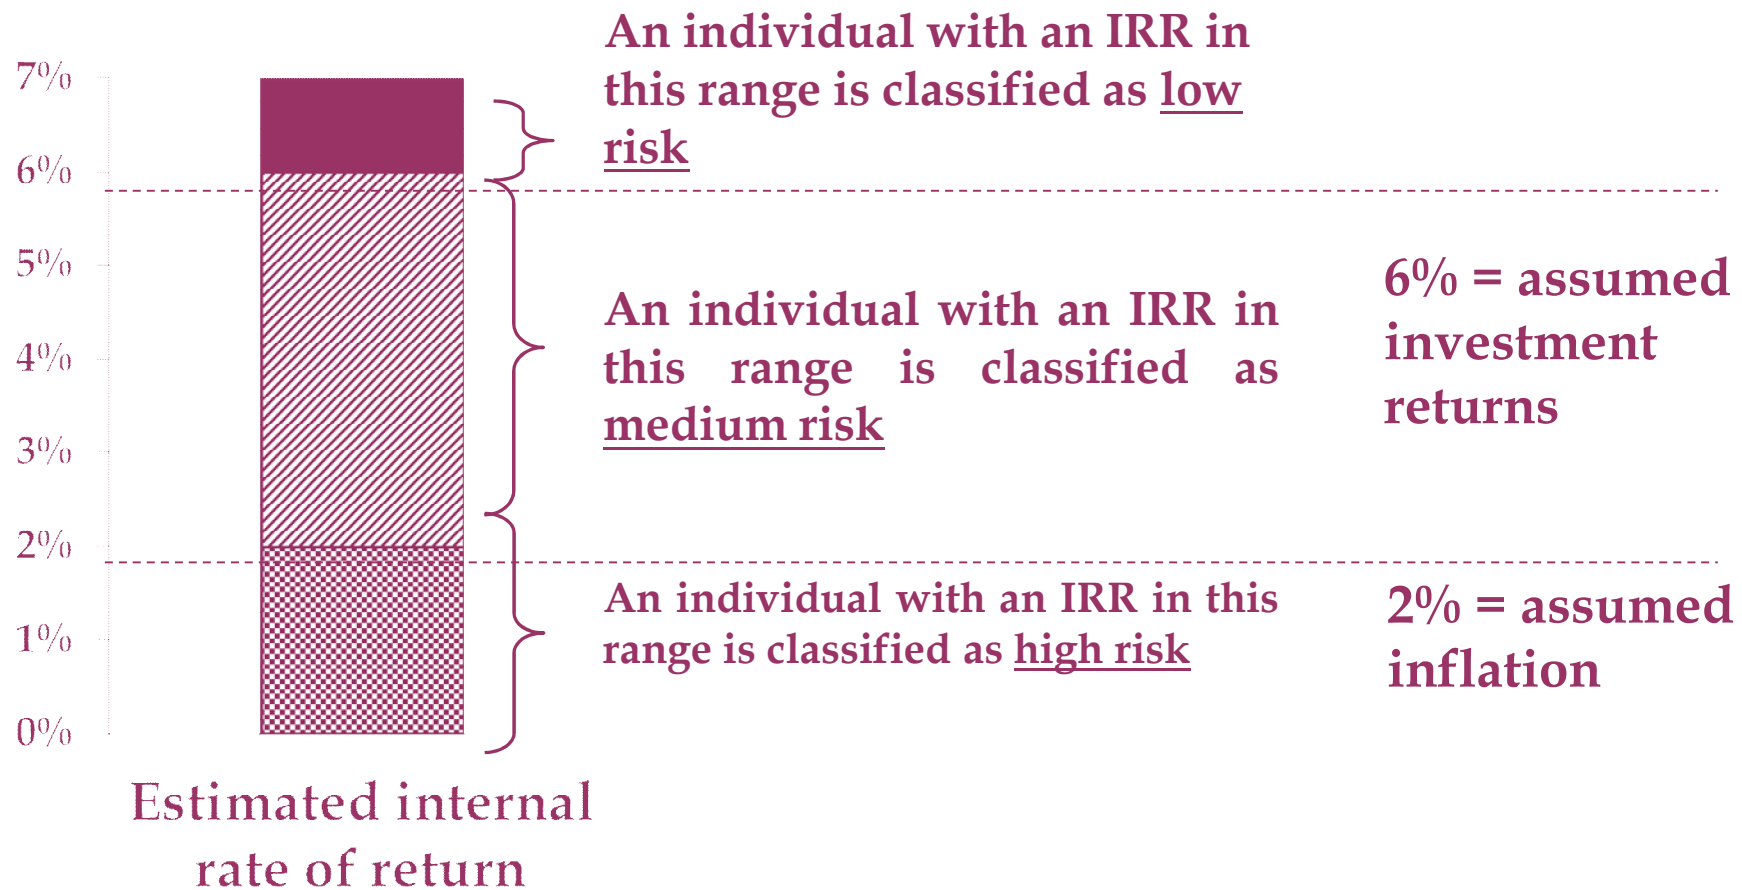 An individual with an IRR in
this range is classified as low
risk
7%
6%
5%
4%
3%
2%
1%
0%
An individual with an IRR in
this range is classified as
medium risk
6% = assumed
investment
returns
An individual with an IRR in this
range is classified as high risk
2% = assumed
inflation
Estimated internal
rate of return